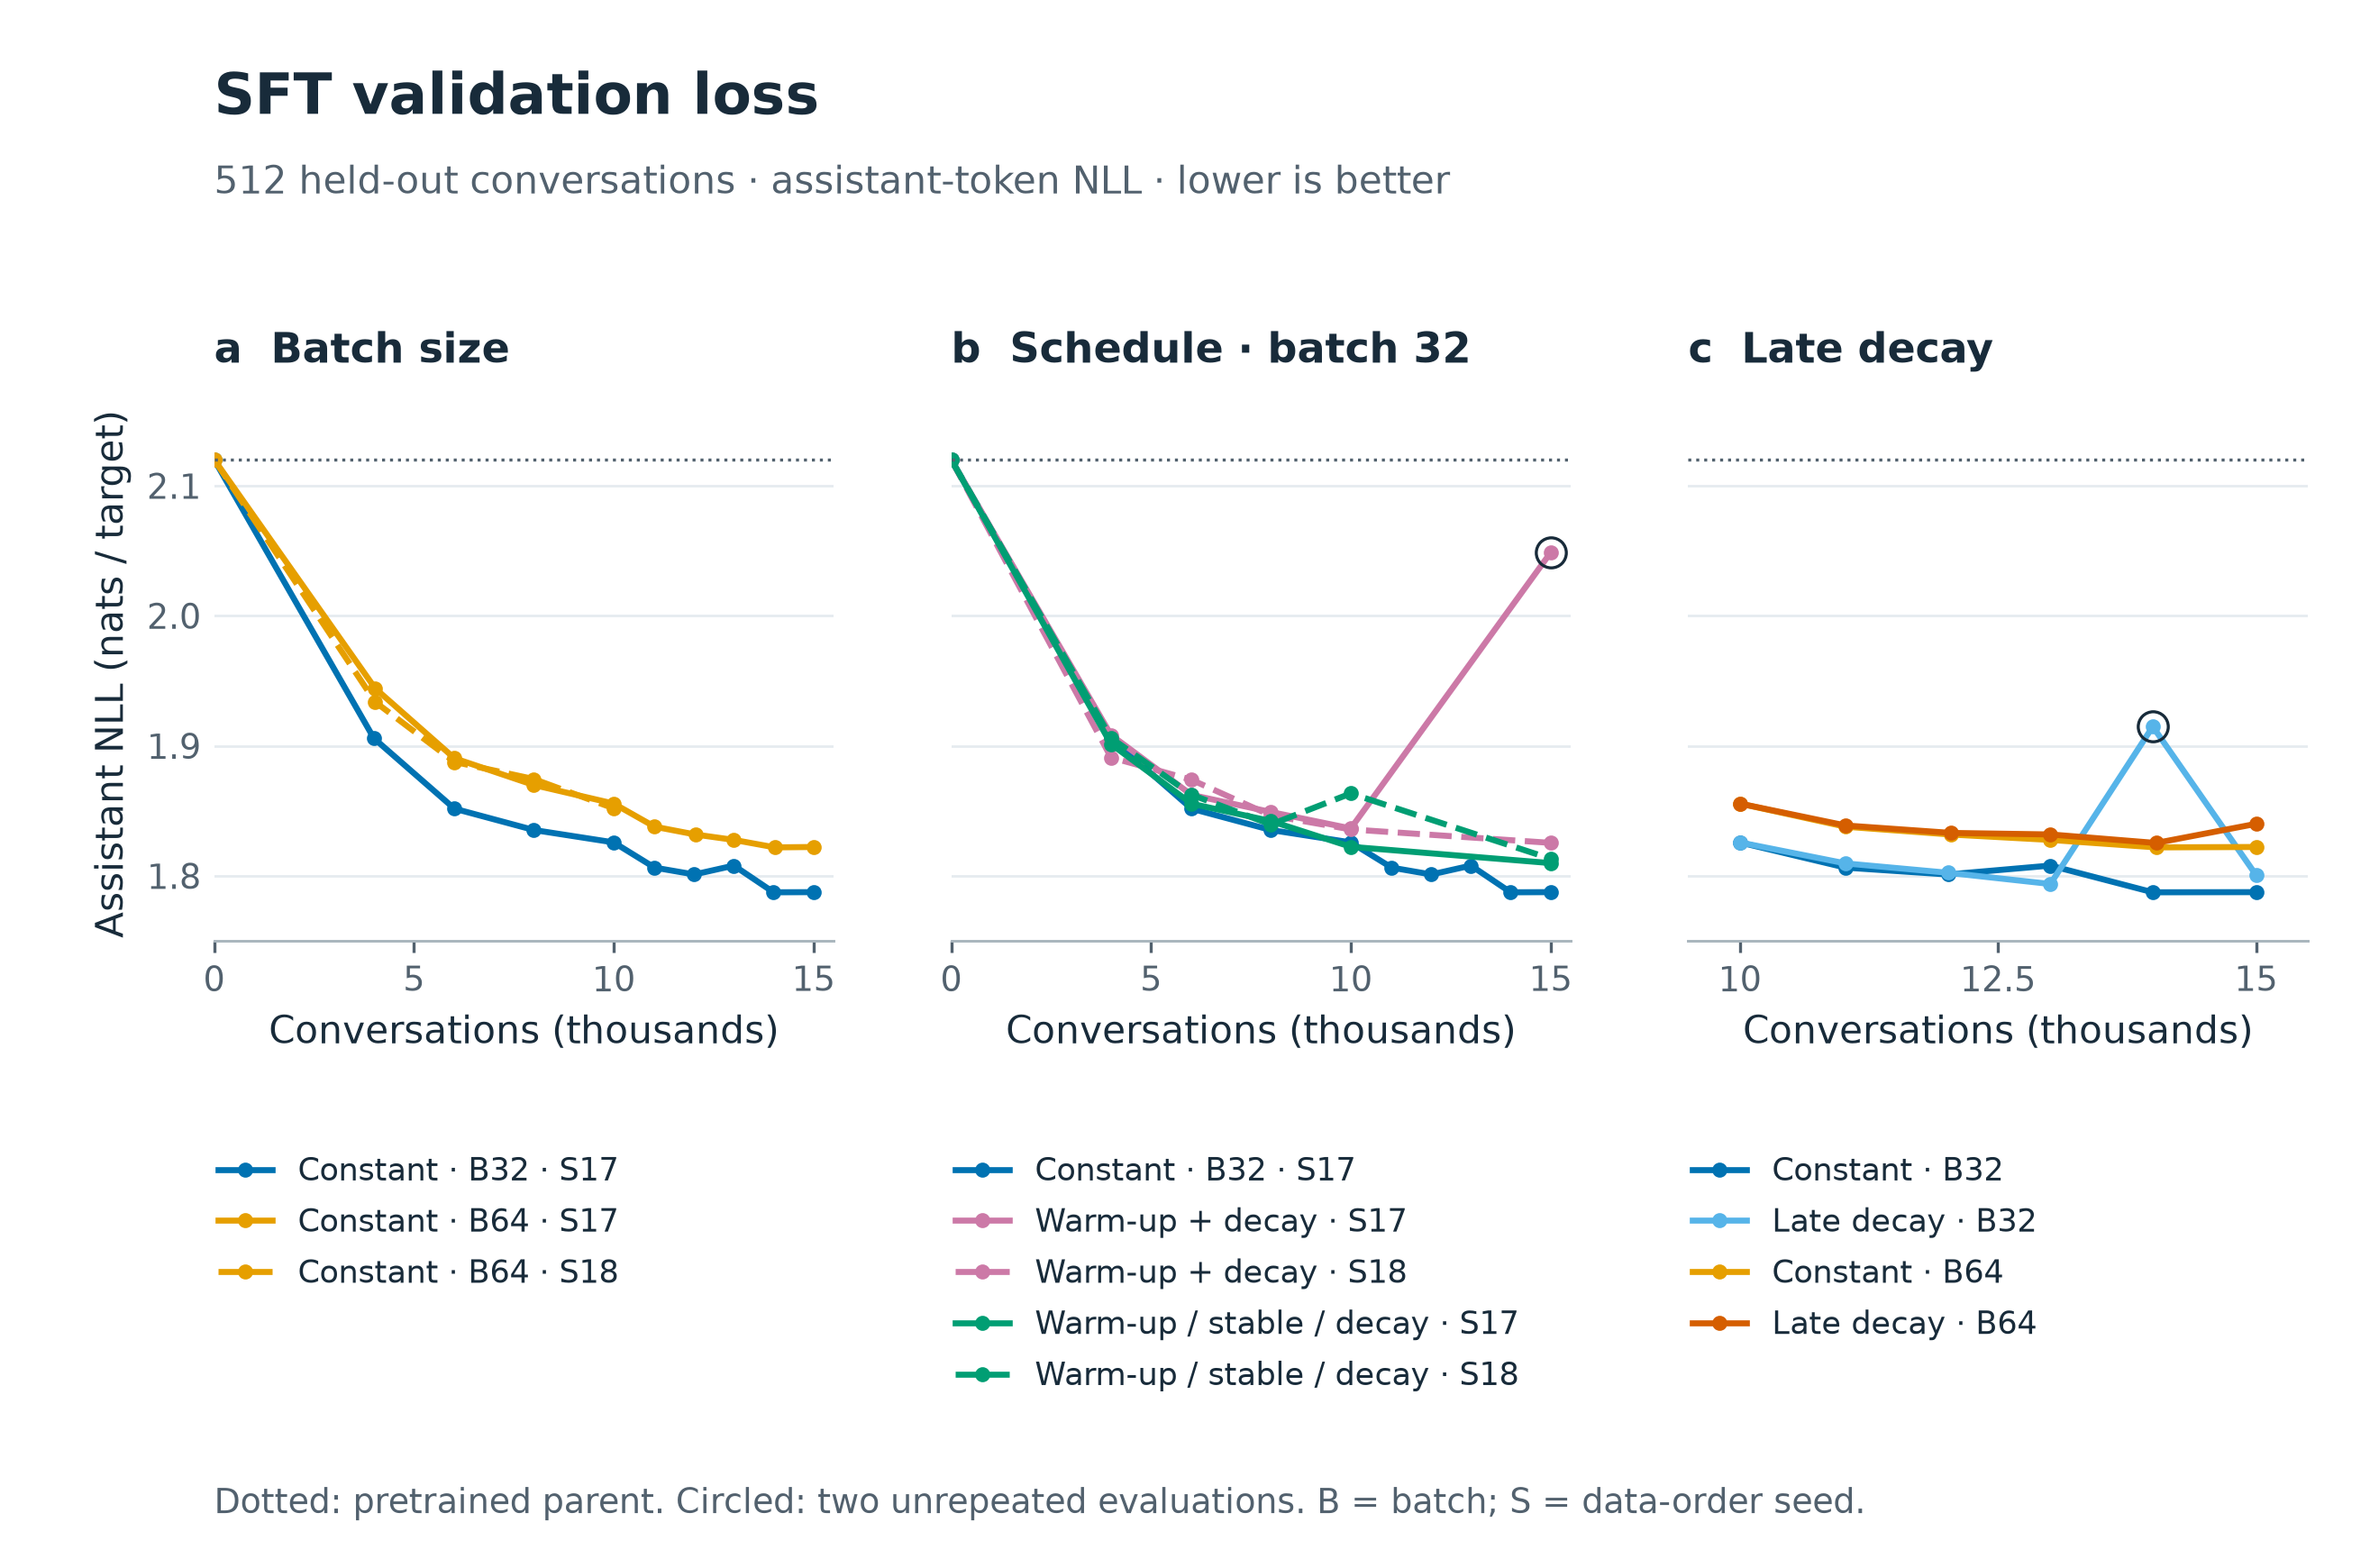 SFT validation loss
512 held-out conversations · assistant-token NLL · lower is better
a Batch size
b Schedule · batch 32
c Late decay
Assistant NLL (nats / target)
2.1
2.0
1.9
1.8
0 5 10 15
0 5 10 15
10 12.5 15
Conversations (thousands)
Conversations (thousands)
Conversations (thousands)
Constant · B32 · S17
Constant · B64 · S17
Constant · B64 · S18
Constant · B32 · S17
Warm-up + decay · S17
Warm-up + decay · S18
Warm-up / stable / decay · S17
Warm-up / stable / decay · S18
Constant · B32
Late decay · B32
Constant · B64
Late decay · B64
Dotted: pretrained parent. Circled: two unrepeated evaluations. B = batch; S = data-order seed.